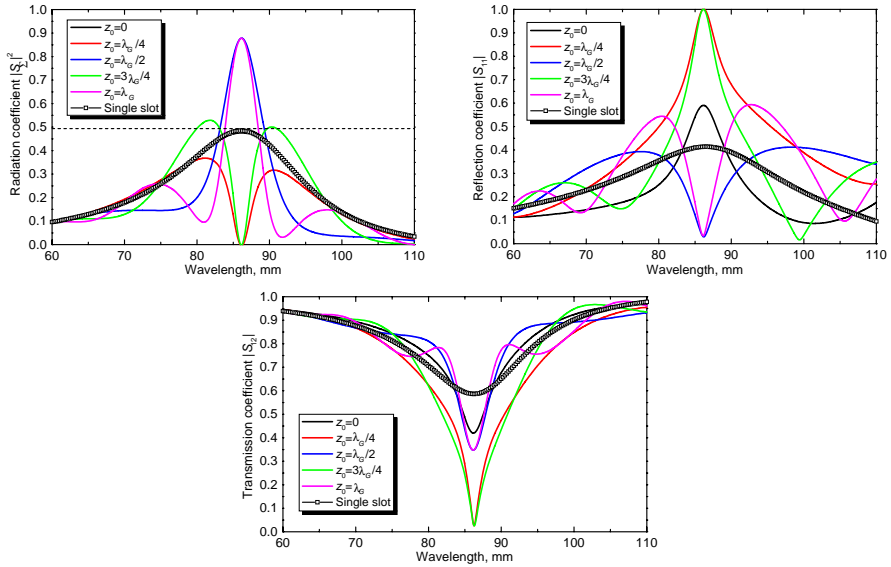 Radiation coefficient |S_Σ|²
1.0
0.9
0.8
0.7
0.6
0.5
0.4
0.3
0.2
0.1
0.0
z₀=0
z₀=λ_G/4
z₀=λ_G/2
z₀=3λ_G/4
z₀=λ_G
Single slot
60 70 80 90 100 110
Wavelength, mm
Reflection coefficient |S₁₁|
1.0
0.9
0.8
0.7
0.6
0.5
0.4
0.3
0.2
0.1
0.0
z₀=0
z₀=λ_G/4
z₀=λ_G/2
z₀=3λ_G/4
z₀=λ_G
Single slot
60 70 80 90 100 110
Wavelength, mm
Transmission coefficient |S₁₂|
1.0
0.9
0.8
0.7
0.6
0.5
0.4
0.3
0.2
0.1
0.0
z₀=0
z₀=λ_G/4
z₀=λ_G/2
z₀=3λ_G/4
z₀=λ_G
Single slot
60 70 80 90 100 110
Wavelength, mm